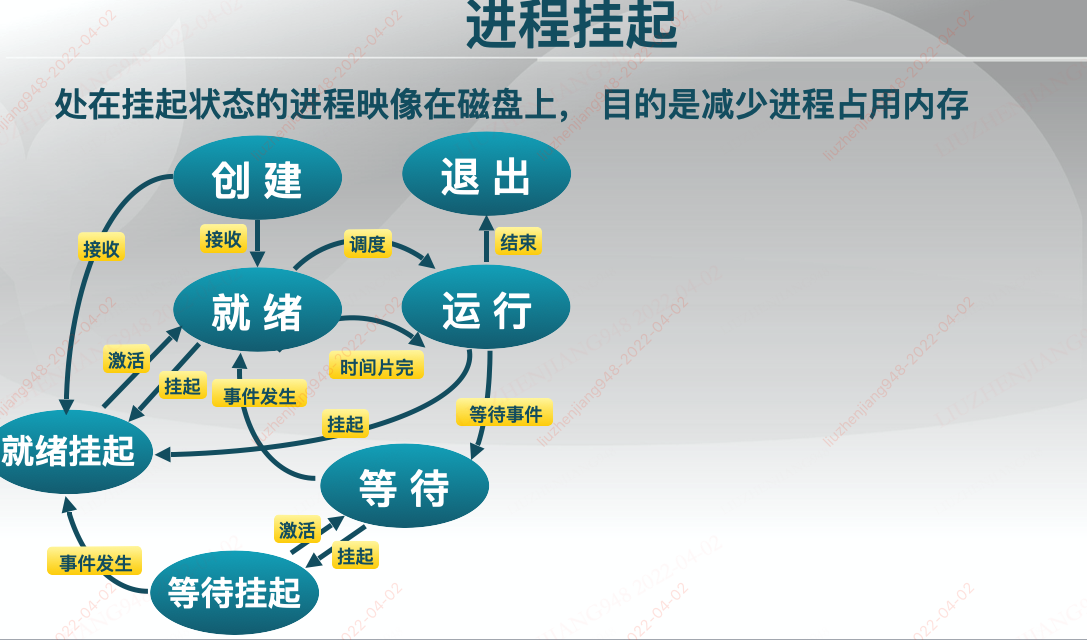 进程挂起
处在挂起状态的进程映像在磁盘上， 目的是减少进程占用内存
创 建
退 出
接收
接收
调度
结束
就 绪
运 行
激活
挂起
时间片完
事件发生
挂起
等待事件
就绪挂起
等 待
激活
挂起
事件发生
等待挂起
liuzhenjiang948-2022-04-02